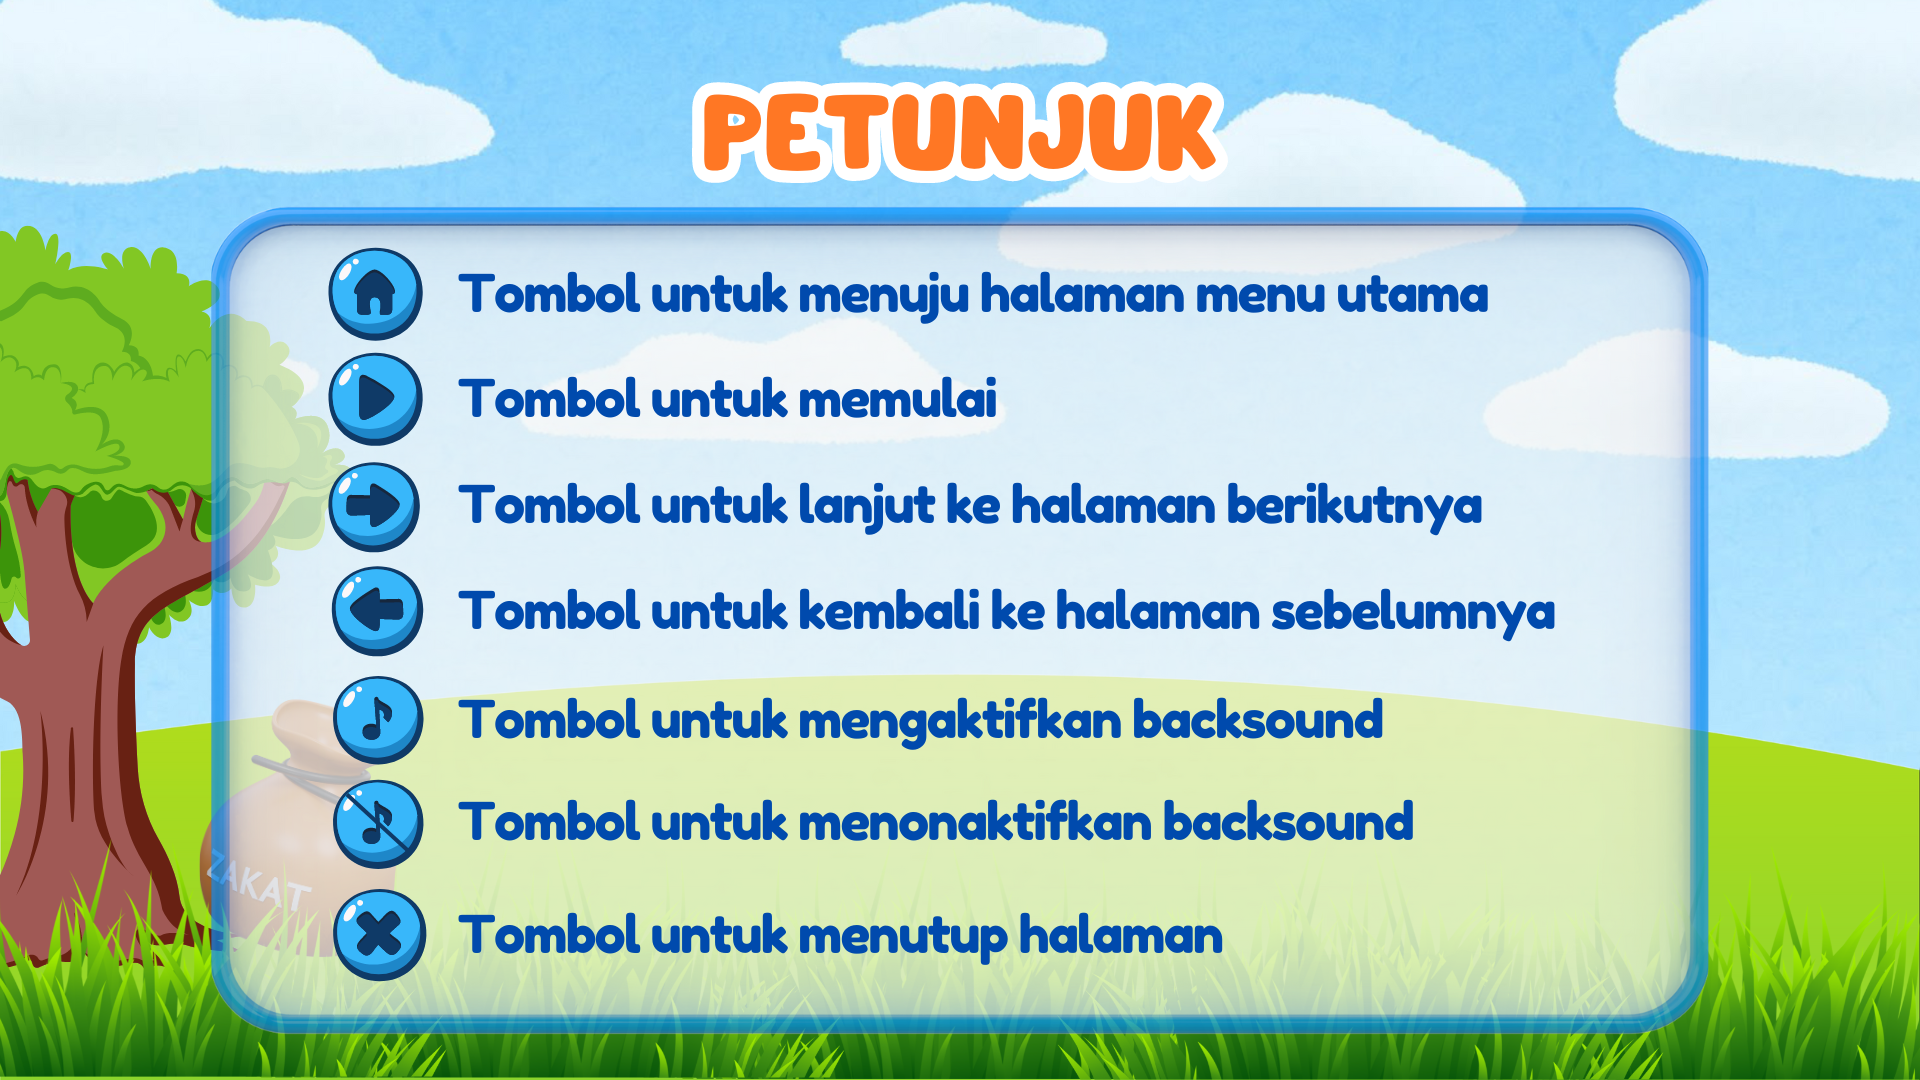 PETUNJUK
Tombol untuk menuju halaman menu utama
Tombol untuk memulai
Tombol untuk lanjut ke halaman berikutnya
Tombol untuk kembali ke halaman sebelumnya
Tombol untuk mengaktifkan backsound
Tombol untuk menonaktifkan backsound
ZAKAT
Tombol untuk menutup halaman